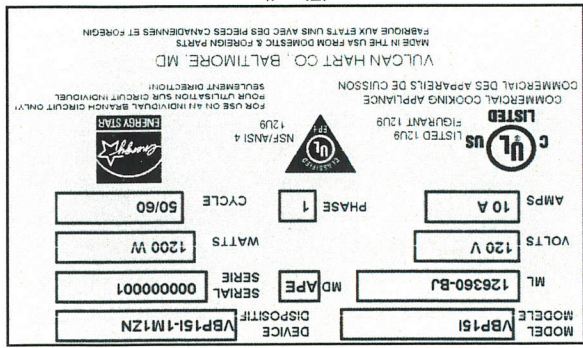 MODEL
MODELE
VBP15I
DEVICE
DISPOSITIF
VBP15I-1M1ZN
ML
126360-BJ
MD
APE
SERIAL
SERIE
000000001
VOLTS
120 V
WATTS
1200 W
AMPS
10 A
PHASE
1
CYCLE
50/60
C UL US
LISTED
LISTED 12U9
FIGURANT 12U9
COMMERCIAL COOKING APPLIANCE
COMMERCIAL DES APPAREILS DE CUISSON
CLASSIFIED
UL
EPH
NSF/ANSI 4
12U9
energy
ENERGY STAR
FOR USE ON AN INDIVIDUAL BRANCH CIRCUIT ONLY!
POUR UTILISATION SUR CIRCUIT INDIVIDUEL
SEULEMENT DIRECTION!
VULCAN HART CO., BALTIMORE, MD
MADE IN THE USA FROM DOMESTIC & FOREIGN PARTS
FABRIQUE AUX ETATS UNIS AVEC DES PIECES CANADIENNES ET FOREIGN